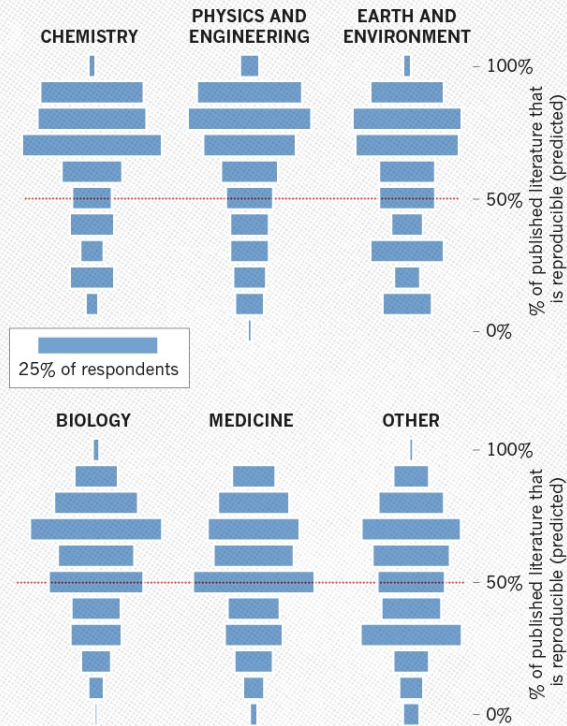 CHEMISTRY
PHYSICS AND
ENGINEERING
EARTH AND
ENVIRONMENT
100%
50%
0%
% of published literature that
is reproducible (predicted)
25% of respondents
BIOLOGY
MEDICINE
OTHER
100%
50%
0%
% of published literature that
is reproducible (predicted)